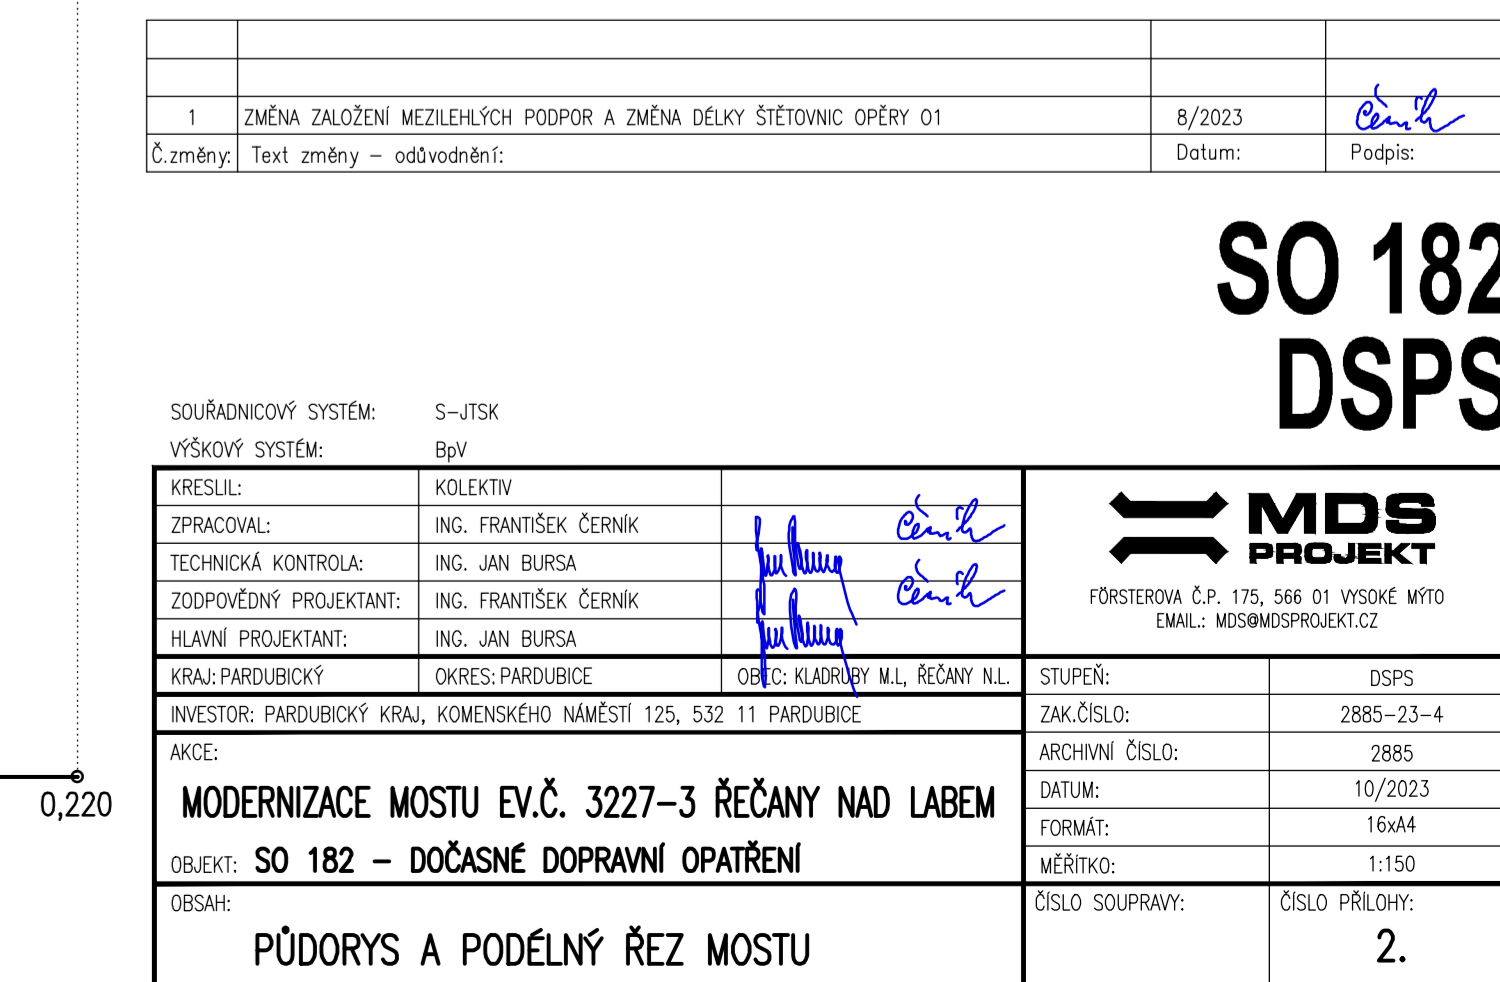 1 ZMĚNA ZALOŽENÍ MEZILEHLÝCH PODPOR A ZMĚNA DÉLKY ŠTĚTOVNIC OPĚRY O1 8/2023 Černík
Č.změny: Text změny – odůvodnění: Datum: Podpis:
SO 182
DSPS
SOUŘADNICOVÝ SYSTÉM: S-JTSK
VÝŠKOVÝ SYSTÉM: BpV
KRESLIL: KOLEKTIV
ZPRACOVAL: ING. FRANTIŠEK ČERNÍK Černík
TECHNICKÁ KONTROLA: ING. JAN BURSA
ZODPOVĚDNÝ PROJEKTANT: ING. FRANTIŠEK ČERNÍK Černík
HLAVNÍ PROJEKTANT: ING. JAN BURSA
MDS
PROJEKT
FÖRSTEROVA Č.P. 175, 566 01 VYSOKÉ MÝTO
EMAIL.: MDS@MDSPROJEKT.CZ
KRAJ: PARDUBICKÝ OKRES: PARDUBICE OBEC: KLADRUBY M.L, ŘEČANY N.L.
INVESTOR: PARDUBICKÝ KRAJ, KOMENSKÉHO NÁMĚSTÍ 125, 532 11 PARDUBICE
AKCE:
MODERNIZACE MOSTU EV.Č. 3227-3 ŘEČANY NAD LABEM
OBJEKT: SO 182 – DOČASNÉ DOPRAVNÍ OPATŘENÍ
OBSAH:
PŮDORYS A PODÉLNÝ ŘEZ MOSTU
STUPEŇ: DSPS
ZAK.ČÍSLO: 2885-23-4
ARCHIVNÍ ČÍSLO: 2885
DATUM: 10/2023
FORMÁT: 16xA4
MĚŘÍTKO: 1:150
ČÍSLO SOUPRAVY: ČÍSLO PŘÍLOHY:
2.
0,220